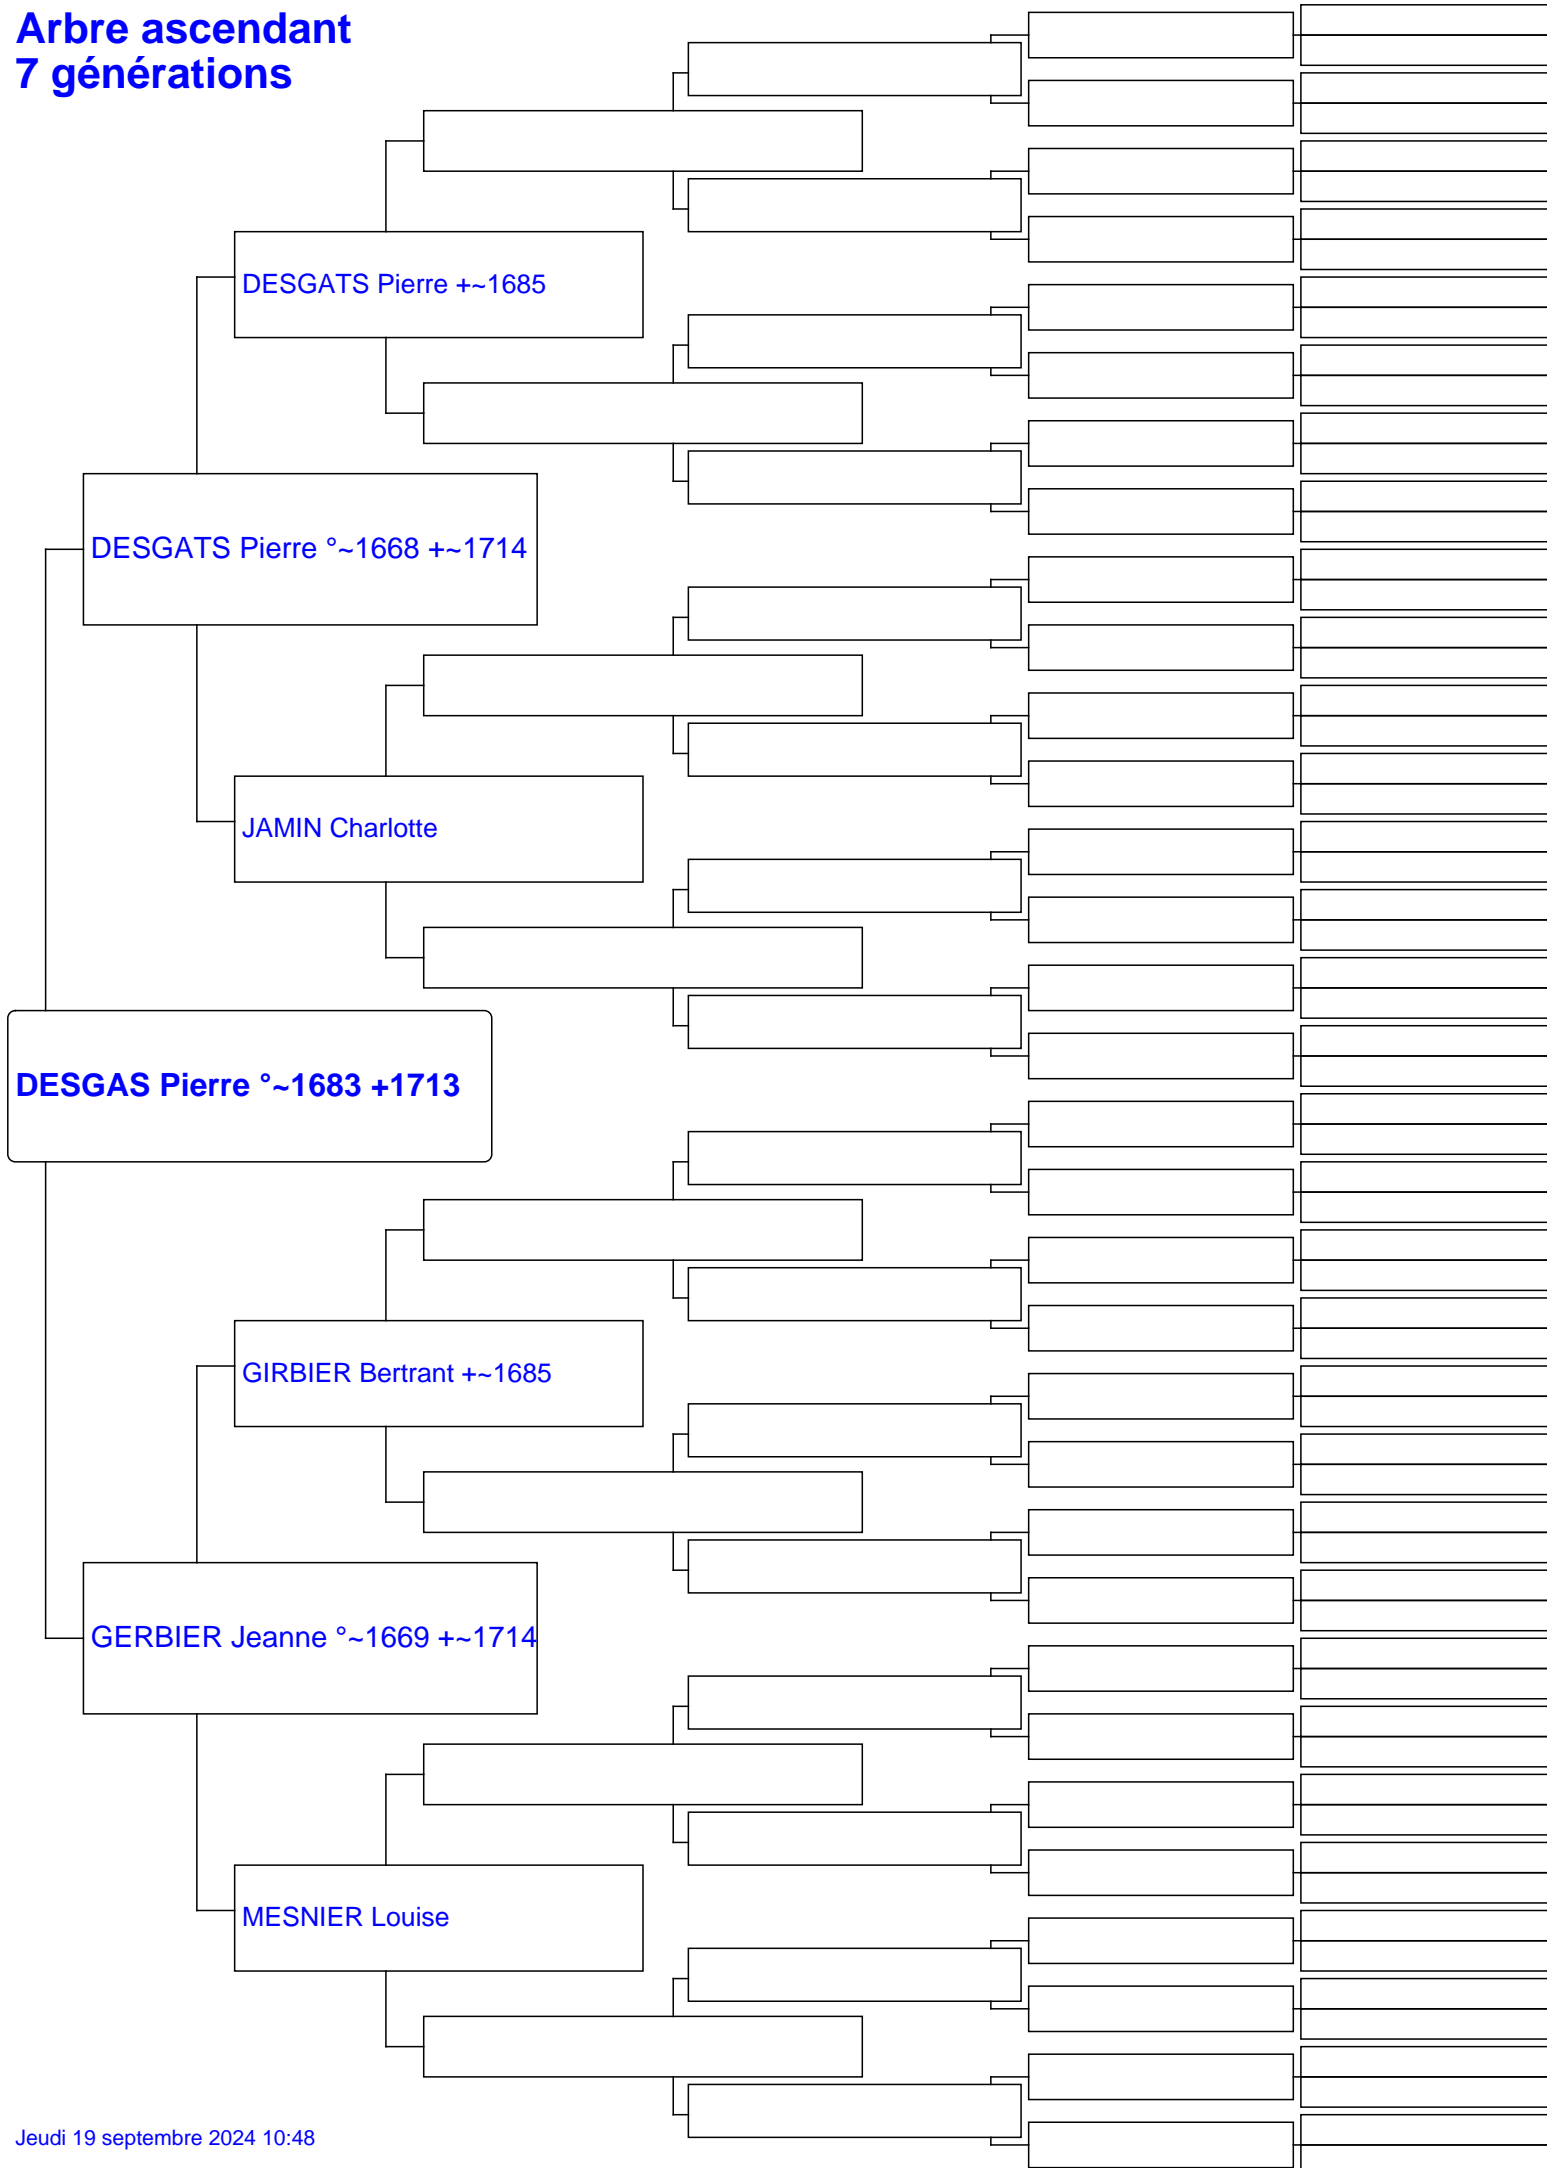 Arbre ascendant
7 générations
DESGATS Pierre +~1685
DESGATS Pierre °~1668 +~1714
JAMIN Charlotte
DESGAS Pierre °~1683 +1713
GIRBIER Bertrant +~1685
GERBIER Jeanne °~1669 +~1714
MESNIER Louise
Jeudi 19 septembre 2024 10:48